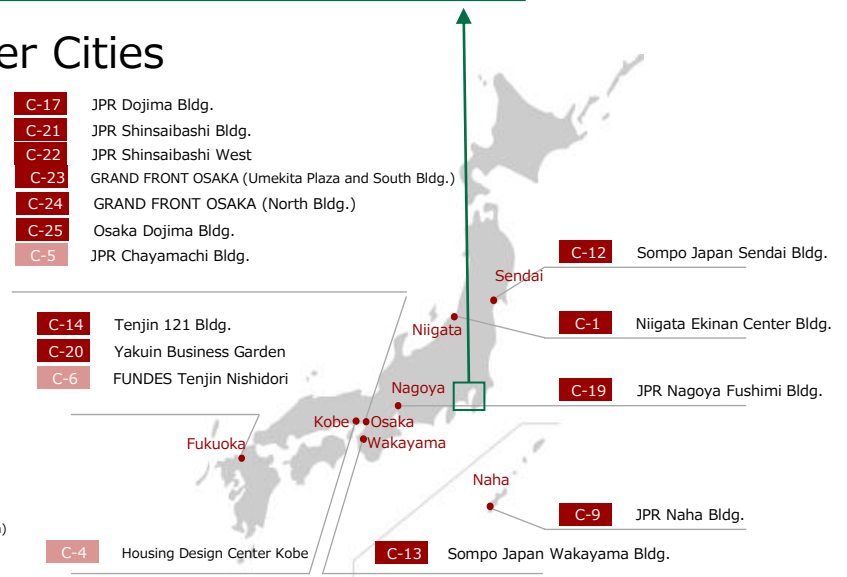 er Cities
C-17 JPR Dojima Bldg.
C-21 JPR Shinsaibashi Bldg.
C-22 JPR Shinsaibashi West
C-23 GRAND FRONT OSAKA (Umekita Plaza and South Bldg.)
C-24 GRAND FRONT OSAKA (North Bldg.)
C-25 Osaka Dojima Bldg.
C-5 JPR Chayamachi Bldg.
C-12 Sompo Japan Sendai Bldg.
Sendai
C-14 Tenjin 121 Bldg.
C-1 Niigata Ekinan Center Bldg.
Niigata
C-20 Yakuin Business Garden
C-6 FUNDES Tenjin Nishidori
Nagoya
C-19 JPR Nagoya Fushimi Bldg.
Kobe
Osaka
Fukuoka
Wakayama
Naha
C-9 JPR Naha Bldg.
)
C-4 Housing Design Center Kobe
C-13 Sompo Japan Wakayama Bldg.